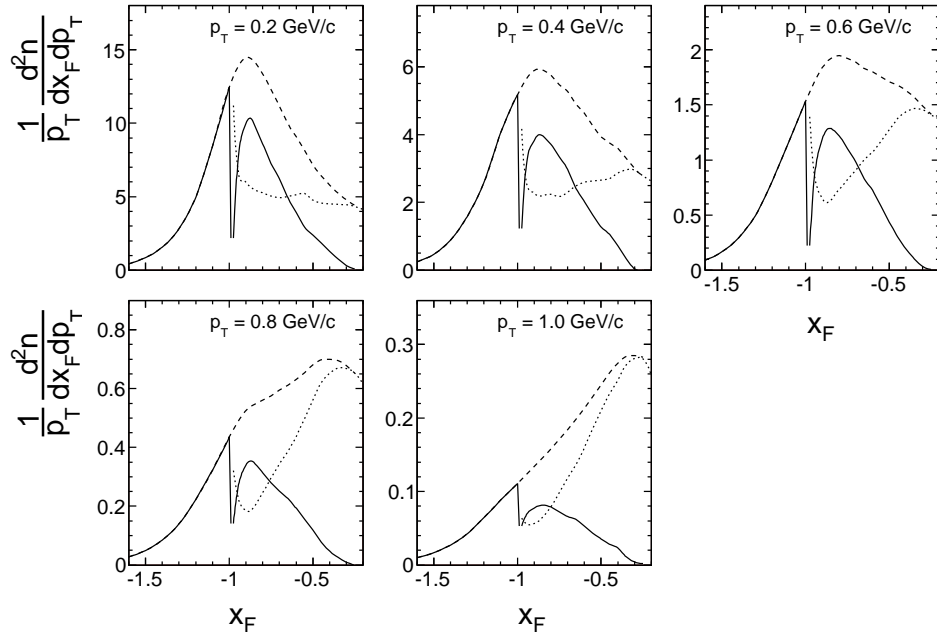 1/p_T d²n/dx_F dp_T
p_T = 0.2 GeV/c
15
10
5
0
p_T = 0.4 GeV/c
6
4
2
0
p_T = 0.6 GeV/c
2
1.5
1
0.5
0
-1.5 -1 -0.5
x_F
1/p_T d²n/dx_F dp_T
p_T = 0.8 GeV/c
0.8
0.6
0.4
0.2
0
-1.5 -1 -0.5
x_F
p_T = 1.0 GeV/c
0.3
0.2
0.1
0
-1.5 -1 -0.5
x_F